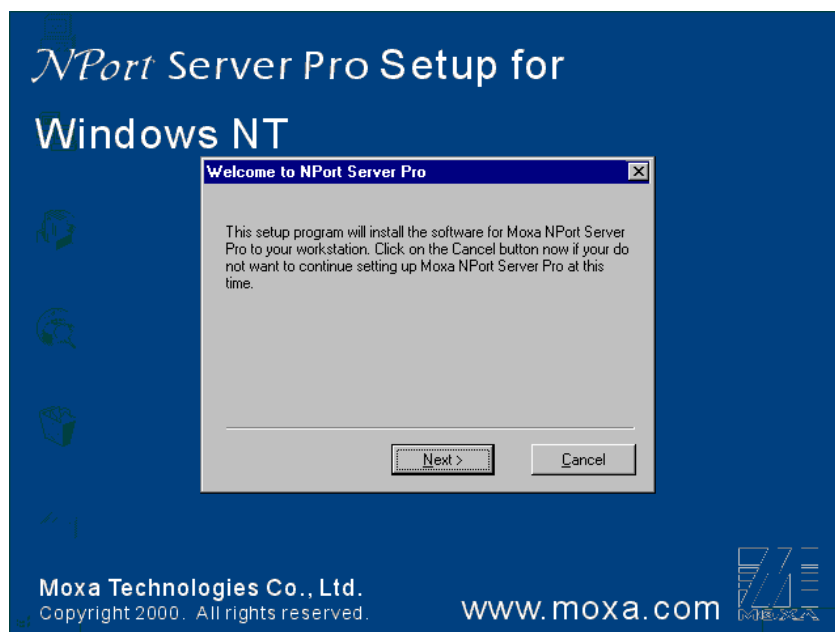 NPort Server Pro Setup for
Windows NT
Welcome to NPort Server Pro
This setup program will install the software for Moxa NPort Server
Pro to your workstation. Click on the Cancel button now if your do
not want to continue setting up Moxa NPort Server Pro at this
time.
Next >
Cancel
Moxa Technologies Co., Ltd.
Copyright 2000. All rights reserved.
www.moxa.com
MOXA